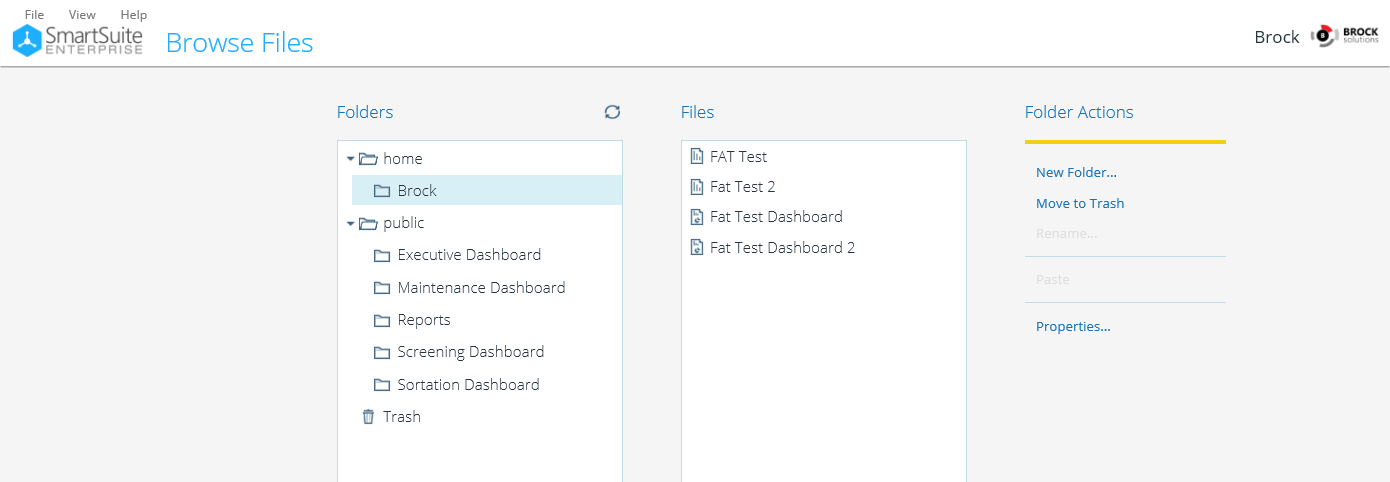 File View Help
SmartSuite
ENTERPRISE
Browse Files
Brock
B
BROCK
solutions
Folders
home
Brock
public
Executive Dashboard
Maintenance Dashboard
Reports
Screening Dashboard
Sortation Dashboard
Trash
Files
FAT Test
Fat Test 2
Fat Test Dashboard
Fat Test Dashboard 2
Folder Actions
New Folder...
Move to Trash
Rename...
Paste
Properties...